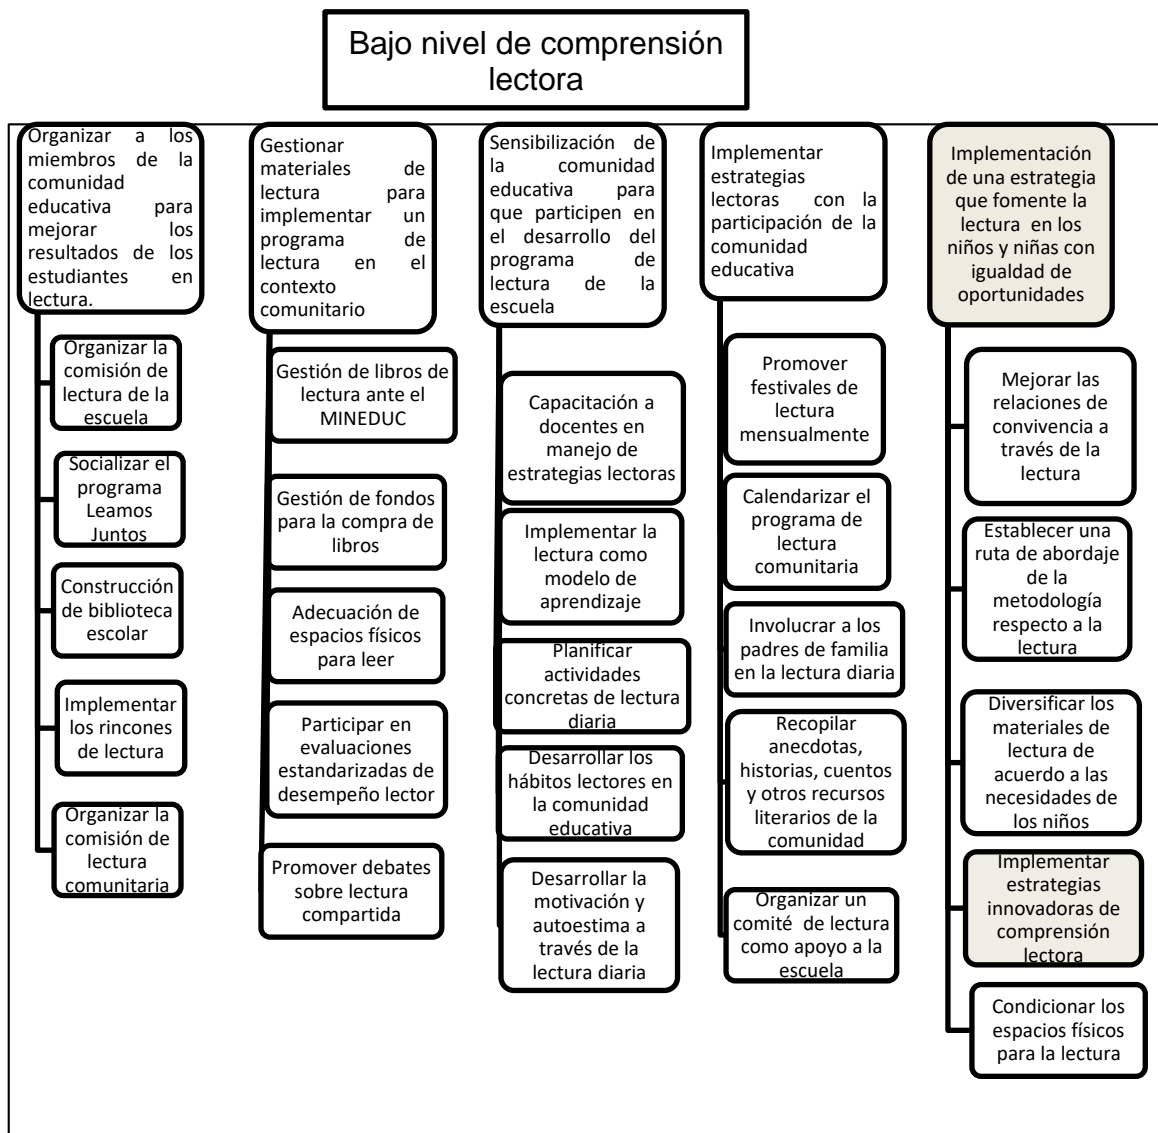 Bajo nivel de comprensión
lectora
Organizar a los
miembros de la
comunidad
educativa para
mejorar los
resultados de los
estudiantes en
lectura.
Organizar la
comisión de
lectura de la
escuela
Socializar el
programa
Leamos
Juntos
Construcción
de biblioteca
escolar
Implementar
los rincones
de lectura
Organizar la
comisión de
lectura
comunitaria
Gestionar
materiales de
lectura para
implementar un
programa de
lectura en el
contexto
comunitario
Gestión de libros de
lectura ante el
MINEDUC
Gestión de fondos
para la compra de
libros
Adecuación de
espacios físicos
para leer
Participar en
evaluaciones
estandarizadas de
desempeño lector
Promover debates
sobre lectura
compartida
Sensibilización de
la comunidad
educativa para
que participen en
el desarrollo del
programa de
lectura de la
escuela
Capacitación a
docentes en
manejo de
estrategias lectoras
Implementar la
lectura como
modelo de
aprendizaje
Planificar
actividades
concretas de lectura
diaria
Desarrollar los
hábitos lectores en
la comunidad
educativa
Desarrollar la
motivación y
autoestima a
través de la
lectura diaria
Implementar
estrategias
lectoras con la
participación de la
comunidad
educativa
Promover
festivales de
lectura
mensualmente
Calendarizar el
programa de
lectura
comunitaria
Involucrar a los
padres de familia
en la lectura diaria
Recopilar
anecdotas,
historias, cuentos
y otros recursos
literarios de la
comunidad
Organizar un
comité de lectura
como apoyo a la
escuela
Implementación
de una estrategia
que fomente la
lectura en los
niños y niñas con
igualdad de
oportunidades
Mejorar las
relaciones de
convivencia a
través de la
lectura
Establecer una
ruta de abordaje
de la
metodología
respecto a la
lectura
Diversificar los
materiales de
lectura de
acuerdo a las
necesidades de
los niños
Implementar
estrategias
innovadoras de
comprensión
lectora
Condicionar los
espacios físicos
para la lectura